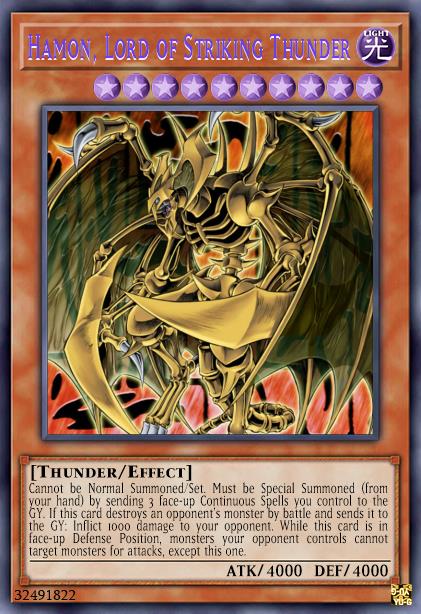 Hamon, Lord of Striking Thunder
LIGHT
光
[Thunder/Effect]
Cannot be Normal Summoned/Set. Must be Special Summoned (from
your hand) by sending 3 face-up Continuous Spells you control to the
GY. If this card destroys an opponent's monster by battle and sends it to
the GY: Inflict 1000 damage to your opponent. While this card is in
face-up Defense Position, monsters your opponent controls cannot
target monsters for attacks, except this one.
ATK/4000 DEF/4000
32491822